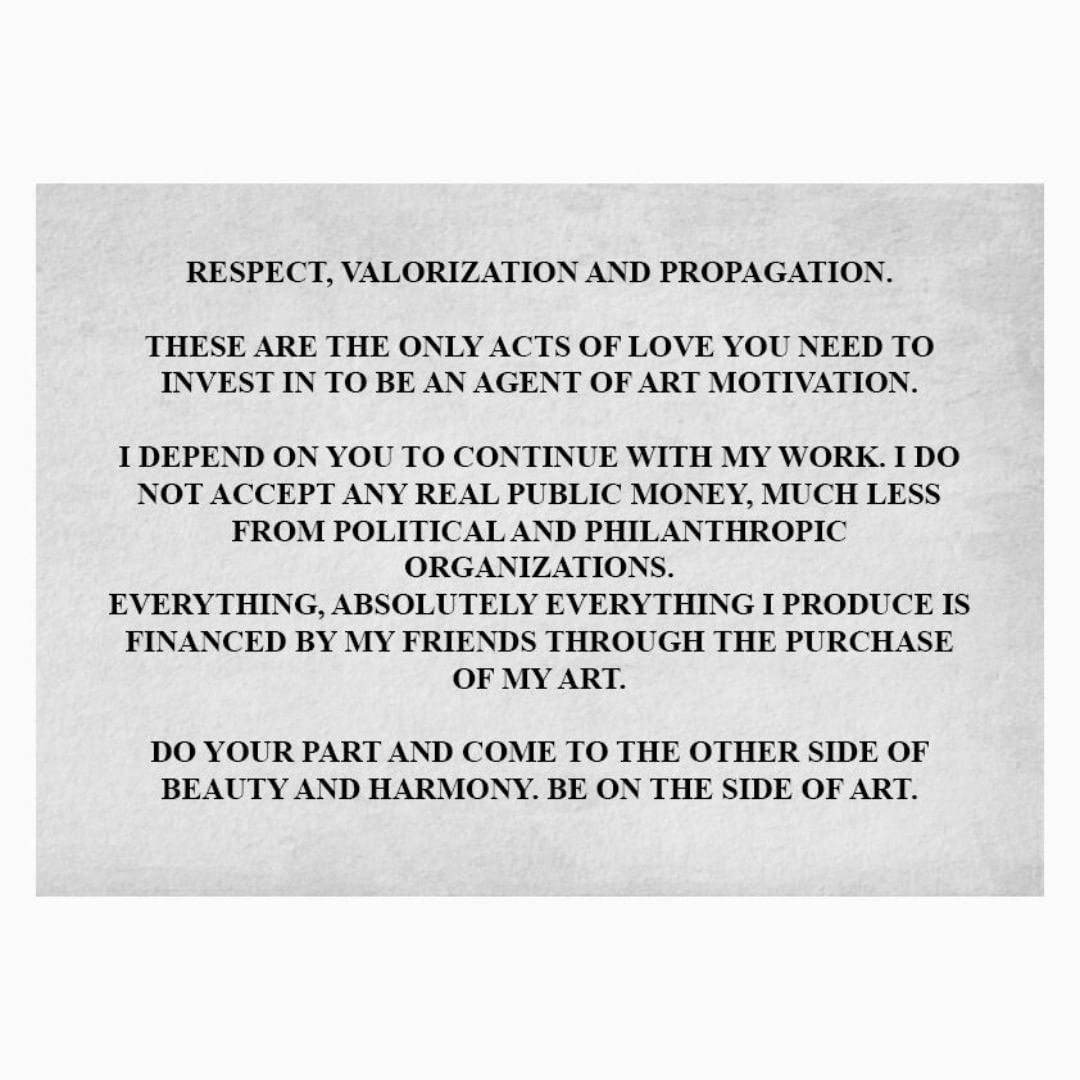 RESPECT, VALORIZATION AND PROPAGATION.
THESE ARE THE ONLY ACTS OF LOVE YOU NEED TO
INVEST IN TO BE AN AGENT OF ART MOTIVATION.
I DEPEND ON YOU TO CONTINUE WITH MY WORK. I DO
NOT ACCEPT ANY REAL PUBLIC MONEY, MUCH LESS
FROM POLITICAL AND PHILANTHROPIC
ORGANIZATIONS.
EVERYTHING, ABSOLUTELY EVERYTHING I PRODUCE IS
FINANCED BY MY FRIENDS THROUGH THE PURCHASE
OF MY ART.
DO YOUR PART AND COME TO THE OTHER SIDE OF
BEAUTY AND HARMONY. BE ON THE SIDE OF ART.